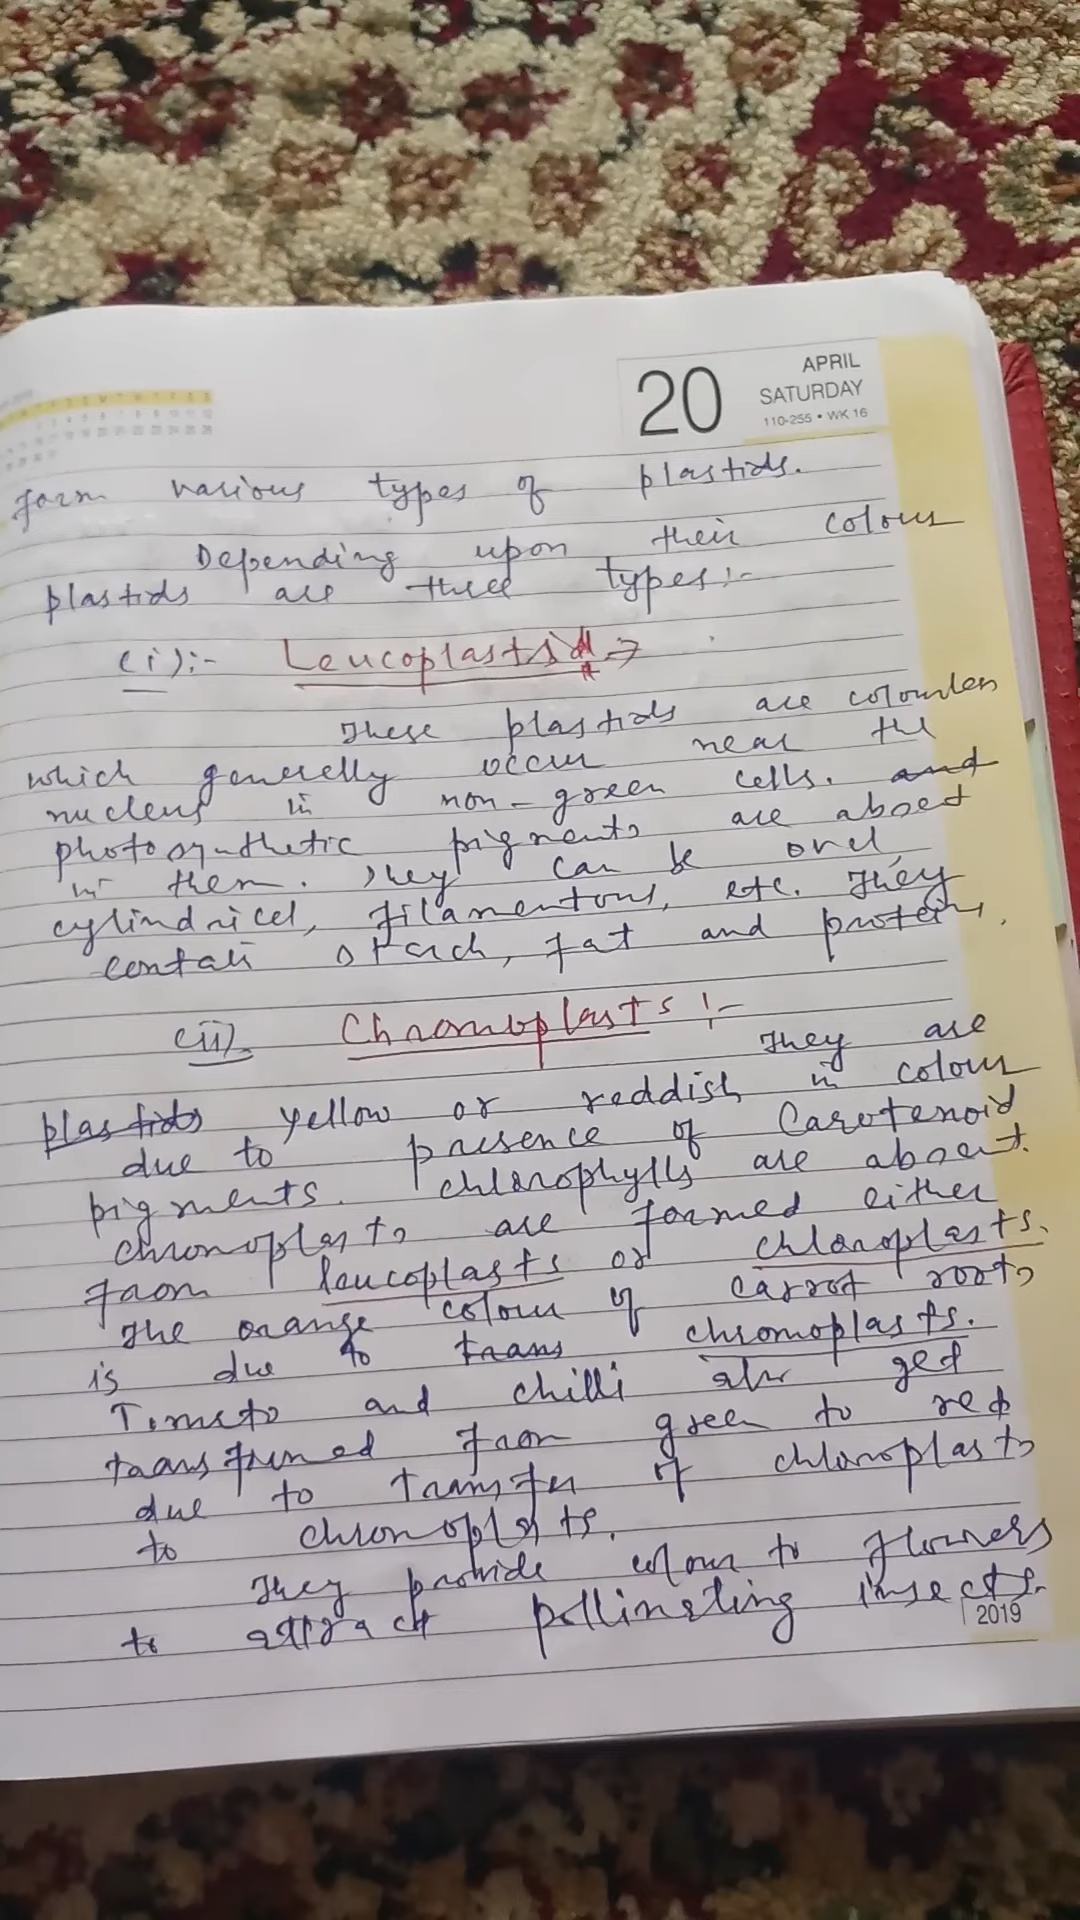 20
APRIL
SATURDAY
110-255 • WK 16
form various types of plastids.
Depending upon their colour
plastids are three types:-
(i):- Leucoplasts ⇒
These plastids are colourless
which generelly occur near the
nucleus in non-green cells. and
photosynthetic pigments are absent
in them. They can be ovel,
cylindricel, filamentous, etc. They
contain starch, fat and proteins.
(ii) Chromoplasts :-
They are
plastids yellow or reddish in colour
due to presence of Carotenoid
pigments. chlorophylls are absent.
chromoplasts are formed either
from leucoplasts or chloroplasts.
The orange colour of carrot roots
is due to trans chromoplasts.
Tomato and chilli also get
transformed from green to red
due to transfer of chloroplasts
to chromoplasts.
They provide colour to flowers
to attract pollinating insects.
2019